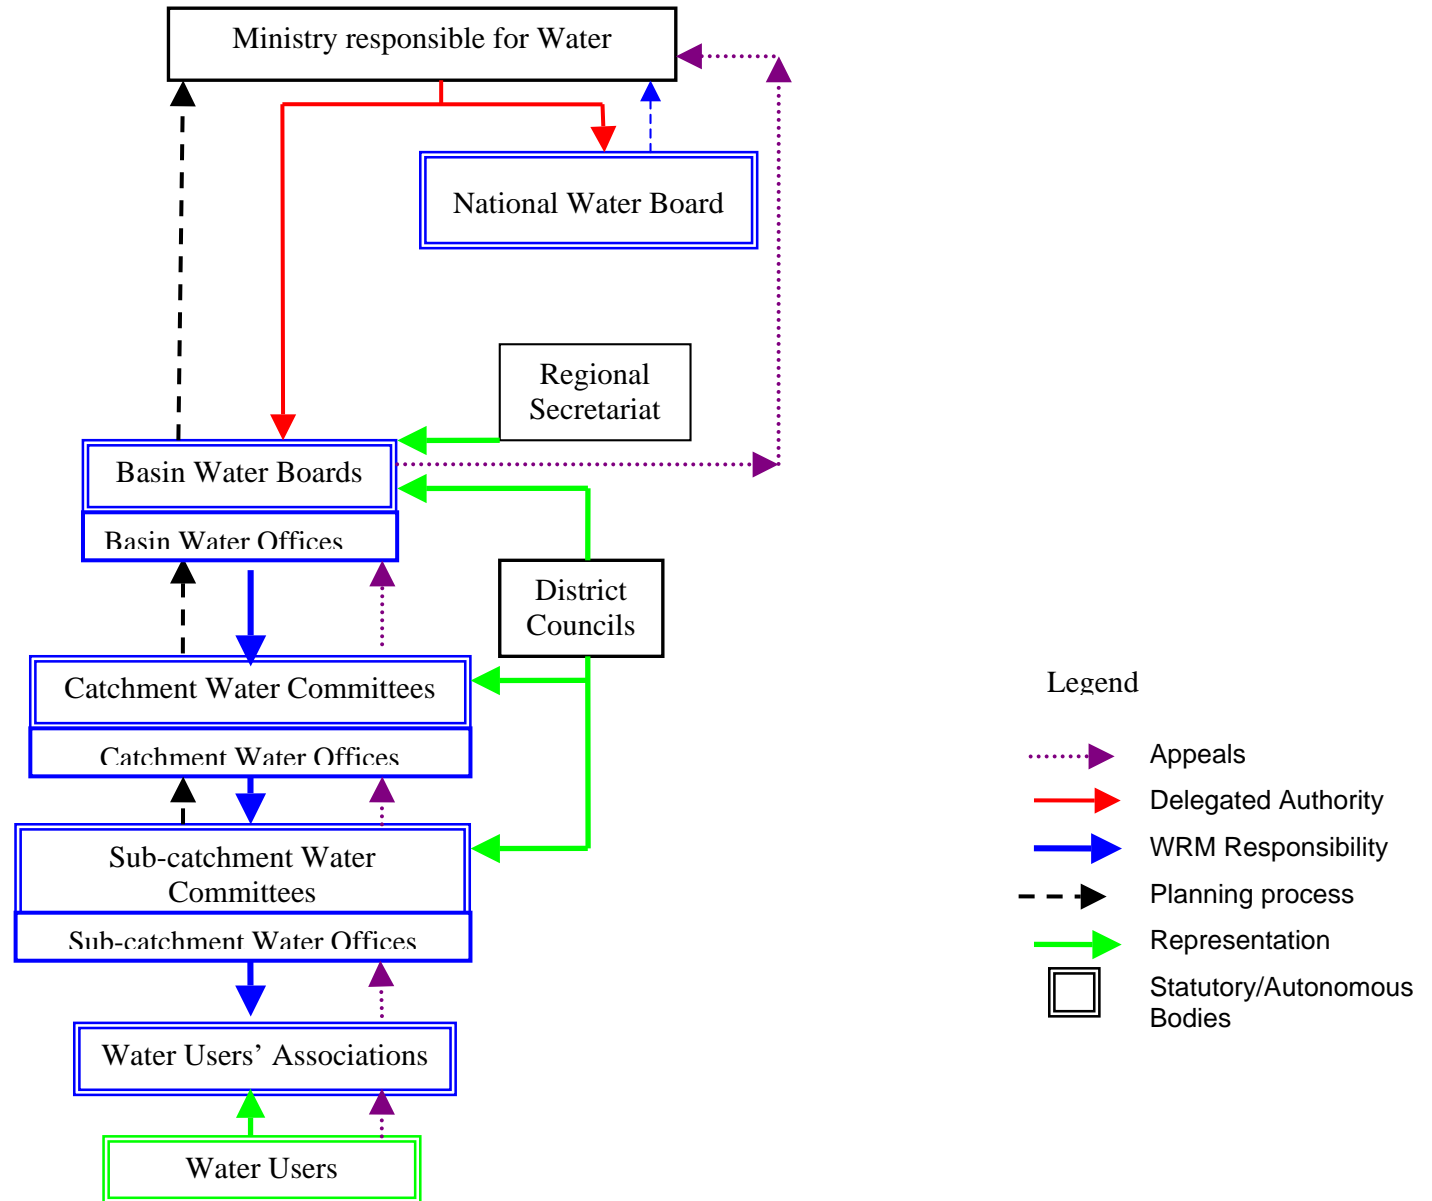 Ministry responsible for Water
National Water Board
Regional
Secretariat
Basin Water Boards
Basin Water Offices
District
Councils
Catchment Water Committees
Catchment Water Offices
Sub-catchment Water
Committees
Sub-catchment Water Offices
Water Users’ Associations
Water Users
Legend
Appeals
Delegated Authority
WRM Responsibility
Planning process
Representation
Statutory/Autonomous
Bodies